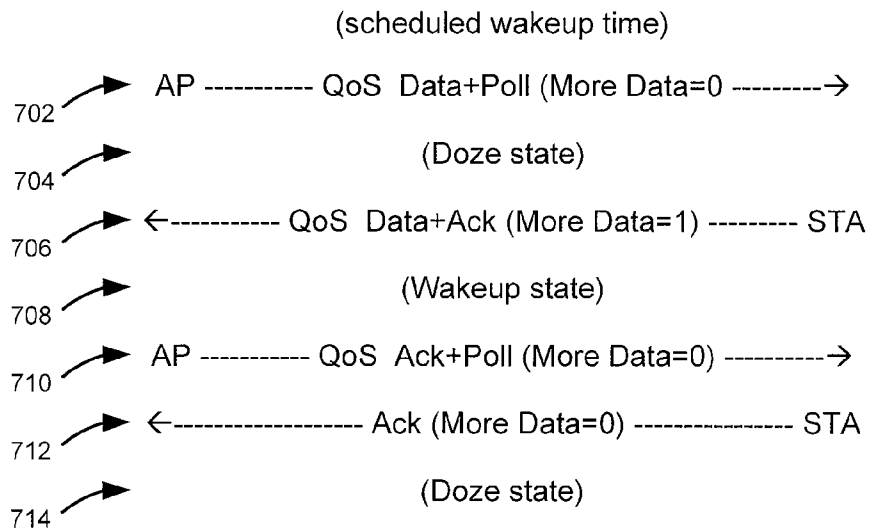 (scheduled wakeup time)
702 AP ---------- QoS Data+Poll (More Data=0 --------→
704 (Doze state)
706 ←----------- QoS Data+Ack (More Data=1) -------- STA
708 (Wakeup state)
710 AP ---------- QoS Ack+Poll (More Data=0) ----------→
712 ←------------------ Ack (More Data=0) -------------- STA
714 (Doze state)